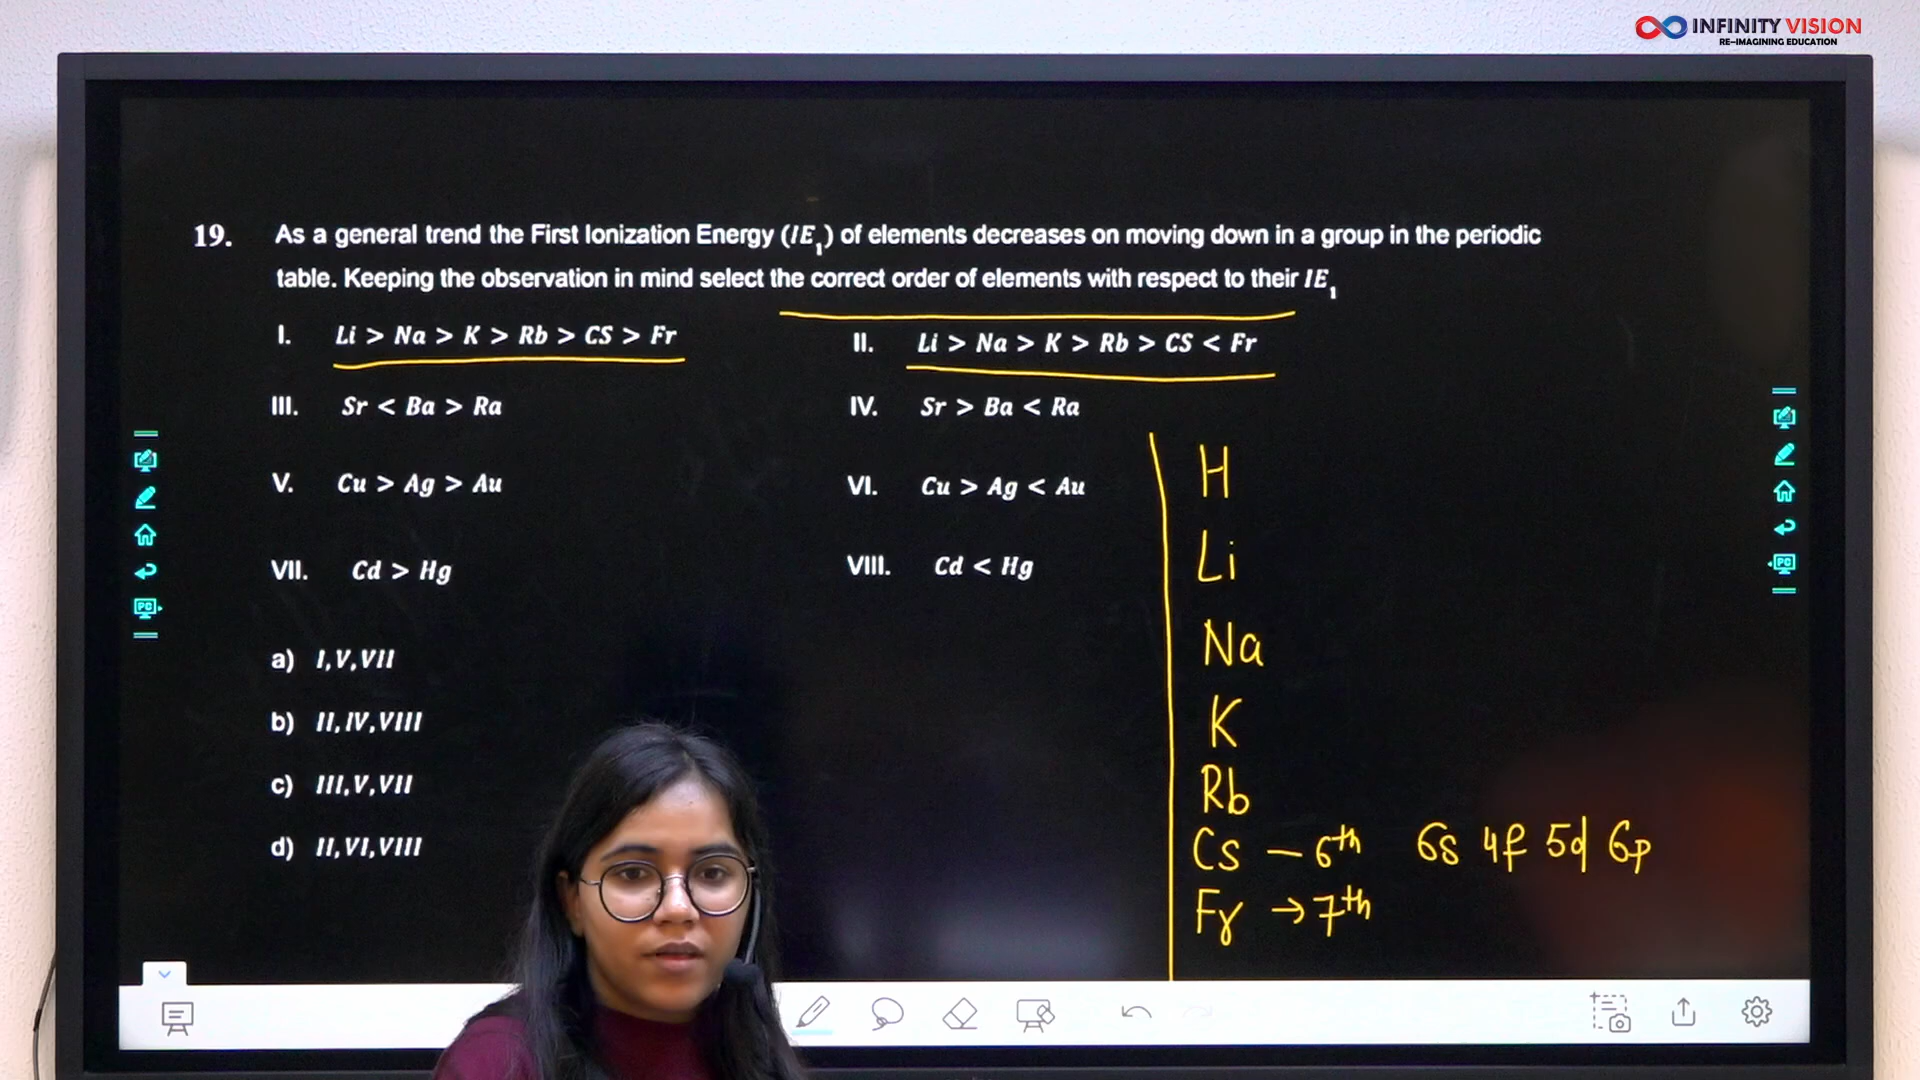 INFINITY VISION
RE-IMAGINING EDUCATION
19. As a general trend the First Ionization Energy (IE₁) of elements decreases on moving down in a group in the periodic
table. Keeping the observation in mind select the correct order of elements with respect to their IE₁
I. Li > Na > K > Rb > CS > Fr
II. Li > Na > K > Rb > CS < Fr
III. Sr < Ba > Ra
IV. Sr > Ba < Ra
V. Cu > Ag > Au
VI. Cu > Ag < Au
VII. Cd > Hg
VIII. Cd < Hg
a) I,V,VII
b) II,IV,VIII
c) III,V,VII
d) II,VI,VIII
H
Li
Na
K
Rb
Cs – 6th 6s 4f 5d 6p
Fr → 7th
PC
PC